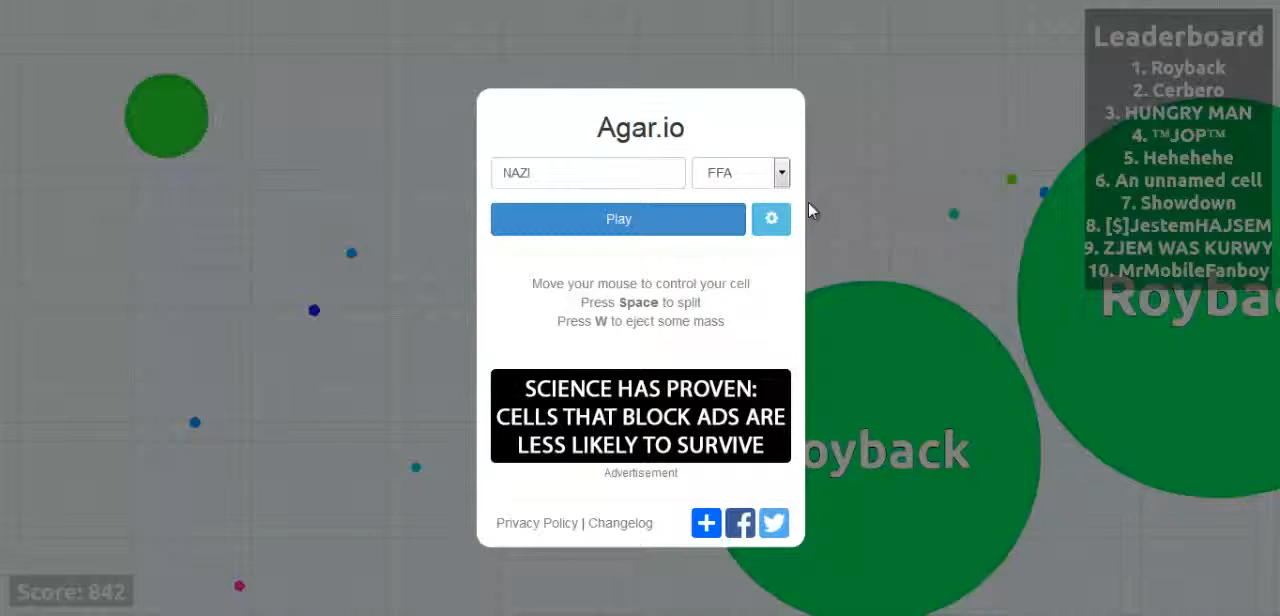 Leaderboard
1. Royback
2. Cerbero
3. HUNGRY MAN
4. ™JOP™
5. Hehehehe
6. An unnamed cell
7. Showdown
8. [$]JestemHAJSEM
9. ZJEM WAS KURWY
10. MrMobileFanboy
Agar.io
NAZI
FFA
Play
Move your mouse to control your cell
Press Space to split
Press W to eject some mass
SCIENCE HAS PROVEN:
CELLS THAT BLOCK ADS ARE
LESS LIKELY TO SURVIVE
Advertisement
Privacy Policy | Changelog
Royba
oyback
Score: 842